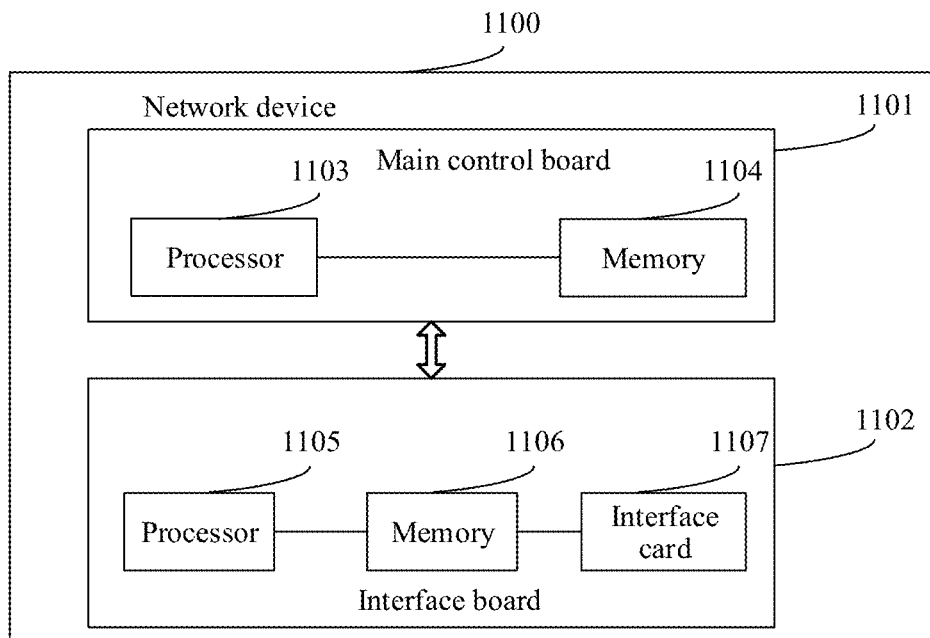 1100
Network device
1101
Main control board
1103
1104
Processor
Memory
1102
1105
1106
1107
Processor
Memory
Interface
card
Interface board